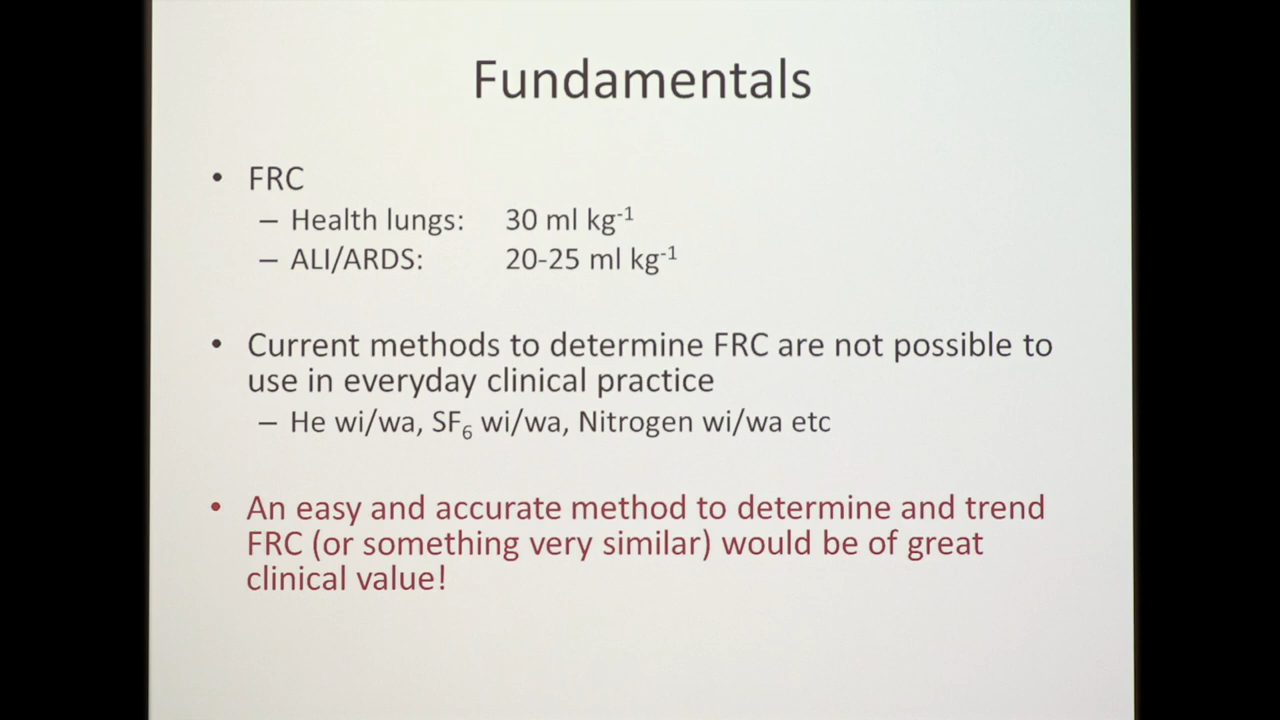 Fundamentals
• FRC
– Health lungs: 30 ml kg⁻¹
– ALI/ARDS: 20-25 ml kg⁻¹
• Current methods to determine FRC are not possible to
use in everyday clinical practice
– He wi/wa, SF₆ wi/wa, Nitrogen wi/wa etc
• An easy and accurate method to determine and trend
FRC (or something very similar) would be of great
clinical value!